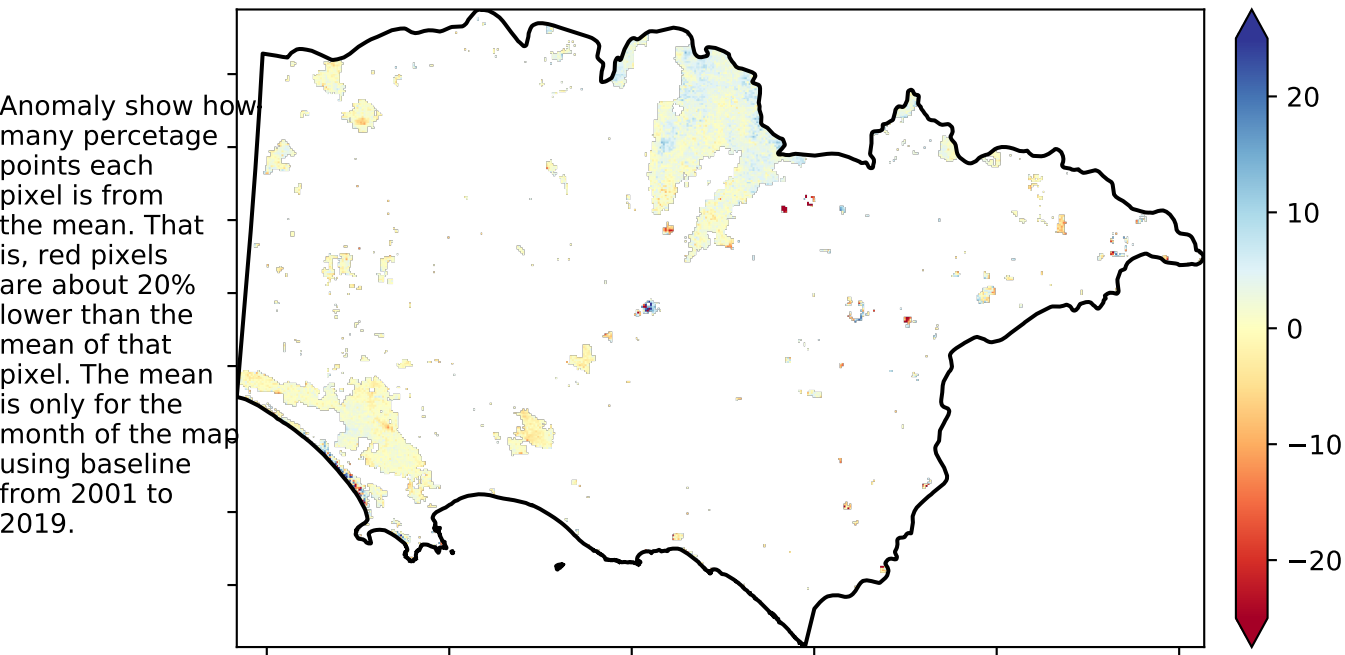 Anomaly show how
many percetage
points each
pixel is from
the mean. That
is, red pixels
are about 20%
lower than the
mean of that
pixel. The mean
is only for the
month of the map
using baseline
from 2001 to
2019.
20
10
0
−10
−20